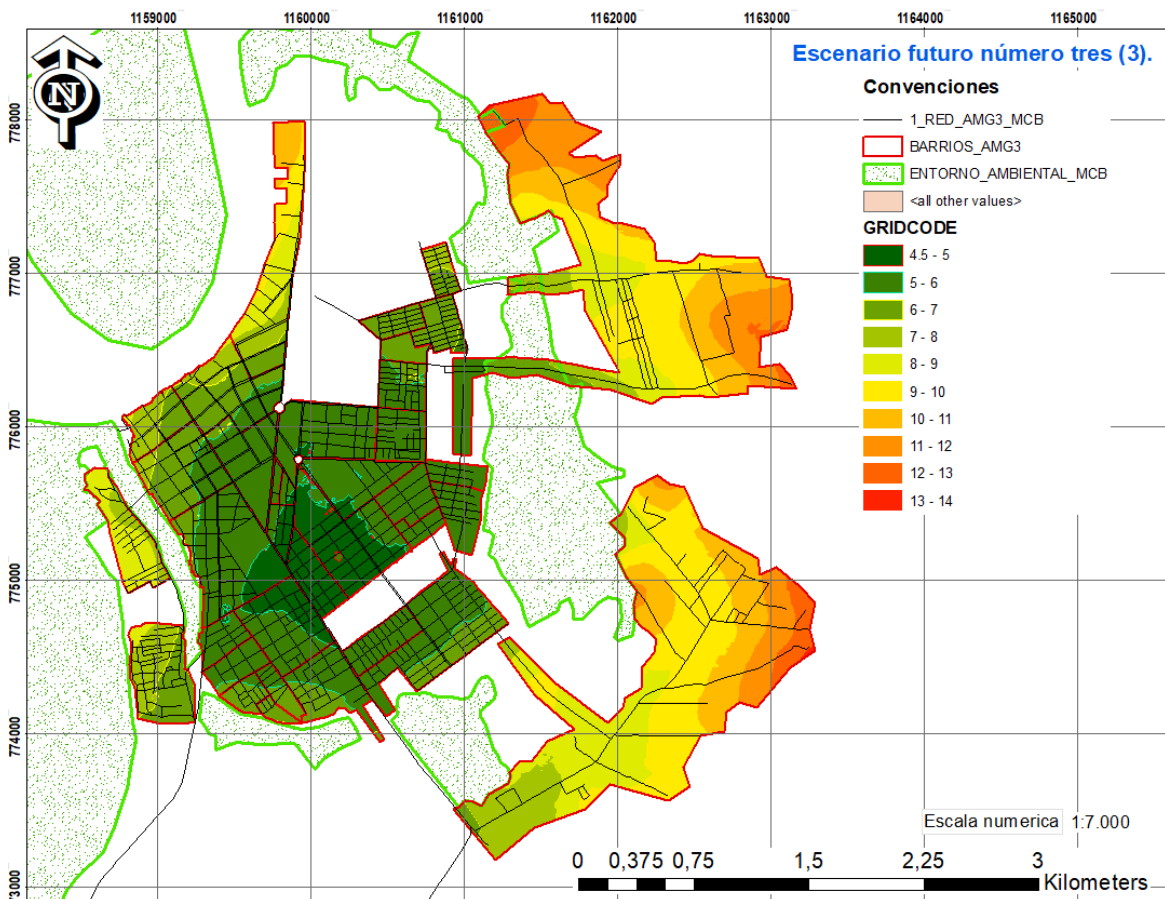 1159000 1160000 1161000 1162000 1163000 1164000 1165000
N
Escenario futuro número tres (3).
Convenciones
1_RED_AMG3_MCB
BARRIOS_AMG3
ENTORNO_AMBIENTAL_MCB
<all other values>
GRIDCODE
4.5 - 5
5 - 6
6 - 7
7 - 8
8 - 9
9 - 10
10 - 11
11 - 12
12 - 13
13 - 14
778000
777000
776000
775000
774000
773000
Escala numerica 1:7.000
0 0,375 0,75 1,5 2,25 3
Kilometers